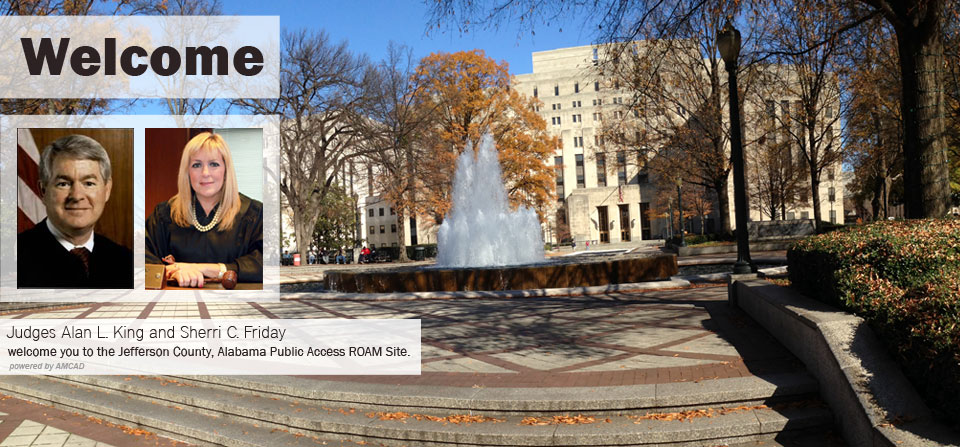 Welcome
Judges Alan L. King and Sherri C. Friday
welcome you to the Jefferson County, Alabama Public Access ROAM Site.
powered by AMCAD